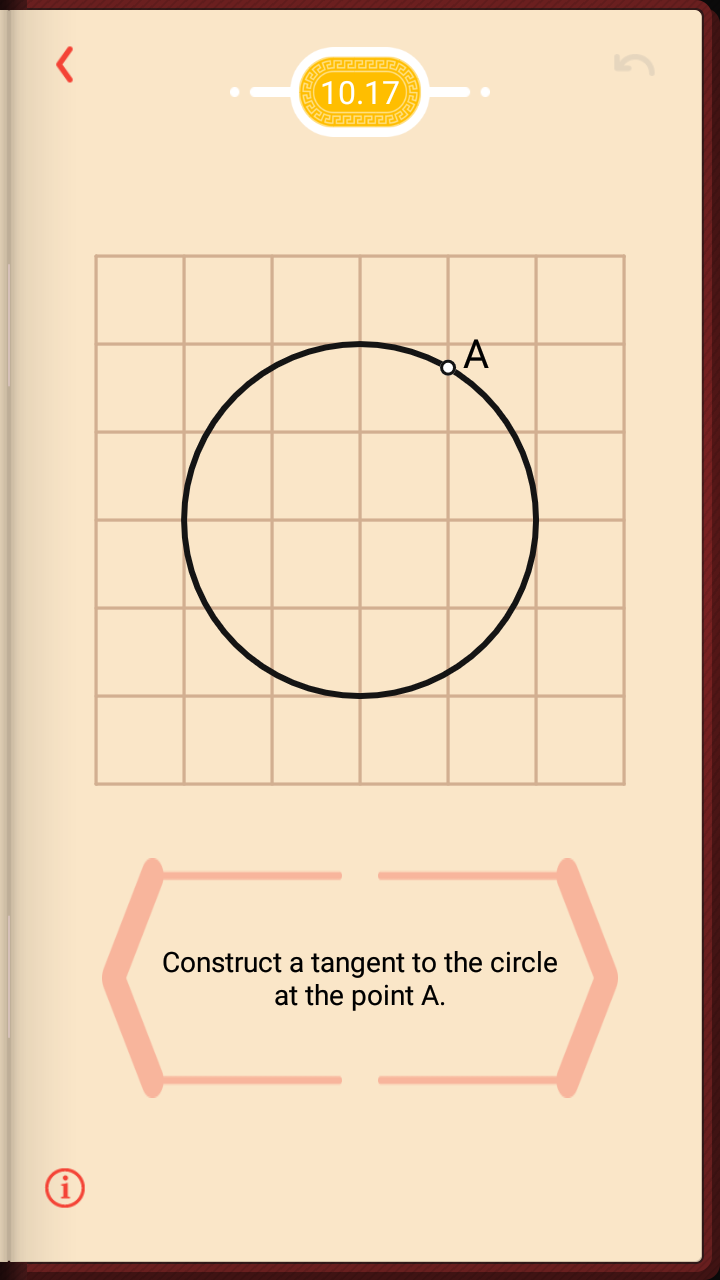 10.17
A
Construct a tangent to the circle
at the point A.
i